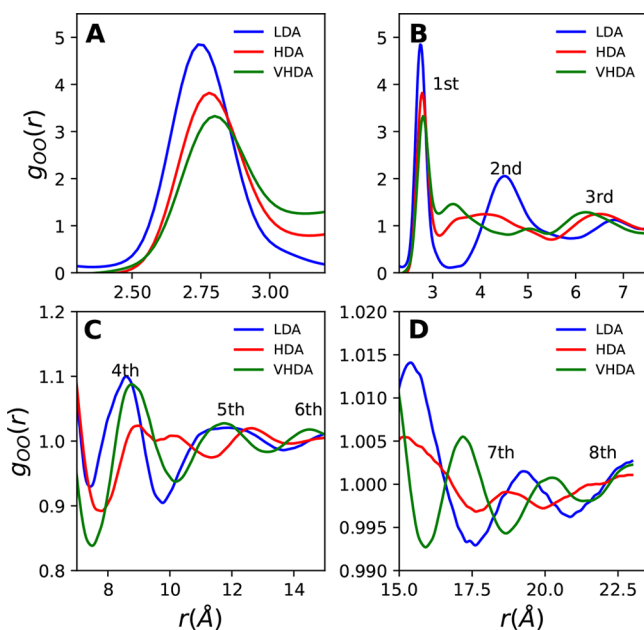 A
LDA
HDA
VHDA
5
4
3
2
1
0
2.50
2.75
3.00
g_OO(r)
B
LDA
HDA
VHDA
1st
2nd
3rd
5
4
3
2
1
0
3
4
5
6
7
C
LDA
HDA
VHDA
4th
5th
6th
1.2
1.1
1.0
0.9
0.8
8
10
12
14
g_OO(r)
r(Å)
D
LDA
HDA
VHDA
7th
8th
1.020
1.015
1.010
1.005
1.000
0.995
0.990
15.0
17.5
20.0
22.5
r(Å)